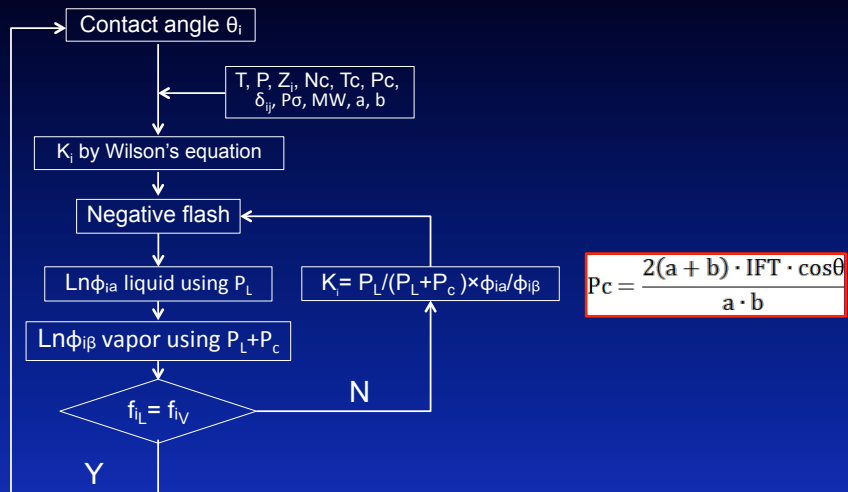 Contact angle θᵢ
T, P, Zᵢ, Nc, Tc, Pc,
δᵢⱼ, Pσ, MW, a, b
Kᵢ by Wilson's equation
Negative flash
Lnϕᵢₐ liquid using P_L
Kᵢ= P_L/(P_L+P_c )×ϕᵢₐ/ϕᵢᵦ
Pc = 2(a + b) · IFT · cosθ / a · b
Lnϕᵢᵦ vapor using P_L+P_c
N
f_iL= f_iV
Y